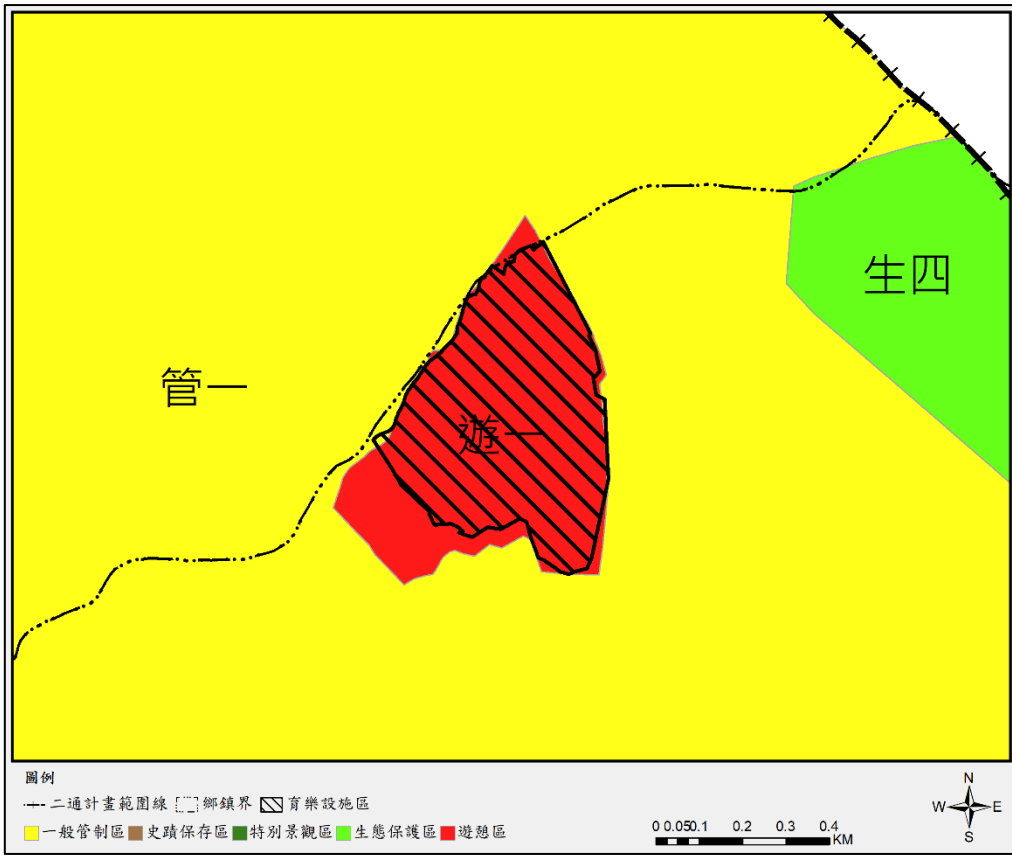 生四
管一
遊一
圖例
二通計畫範圍線 鄉鎮界 育樂設施區
一般管制區 史蹟保存區 特別景觀區 生態保護區 遊憩區
0 0.050.1 0.2 0.3 0.4
KM
N
W E
S